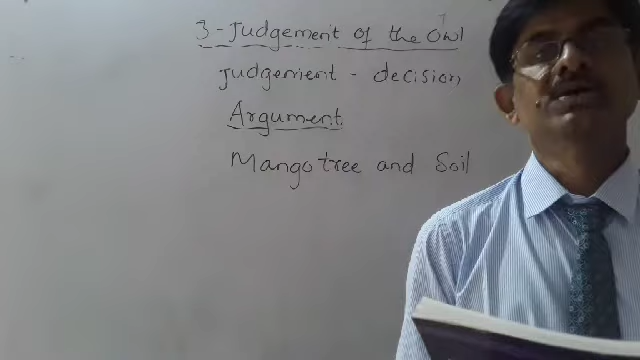 3-Judgement of the Owl
Judgement - decision,
Argument
Mango tree and Soil